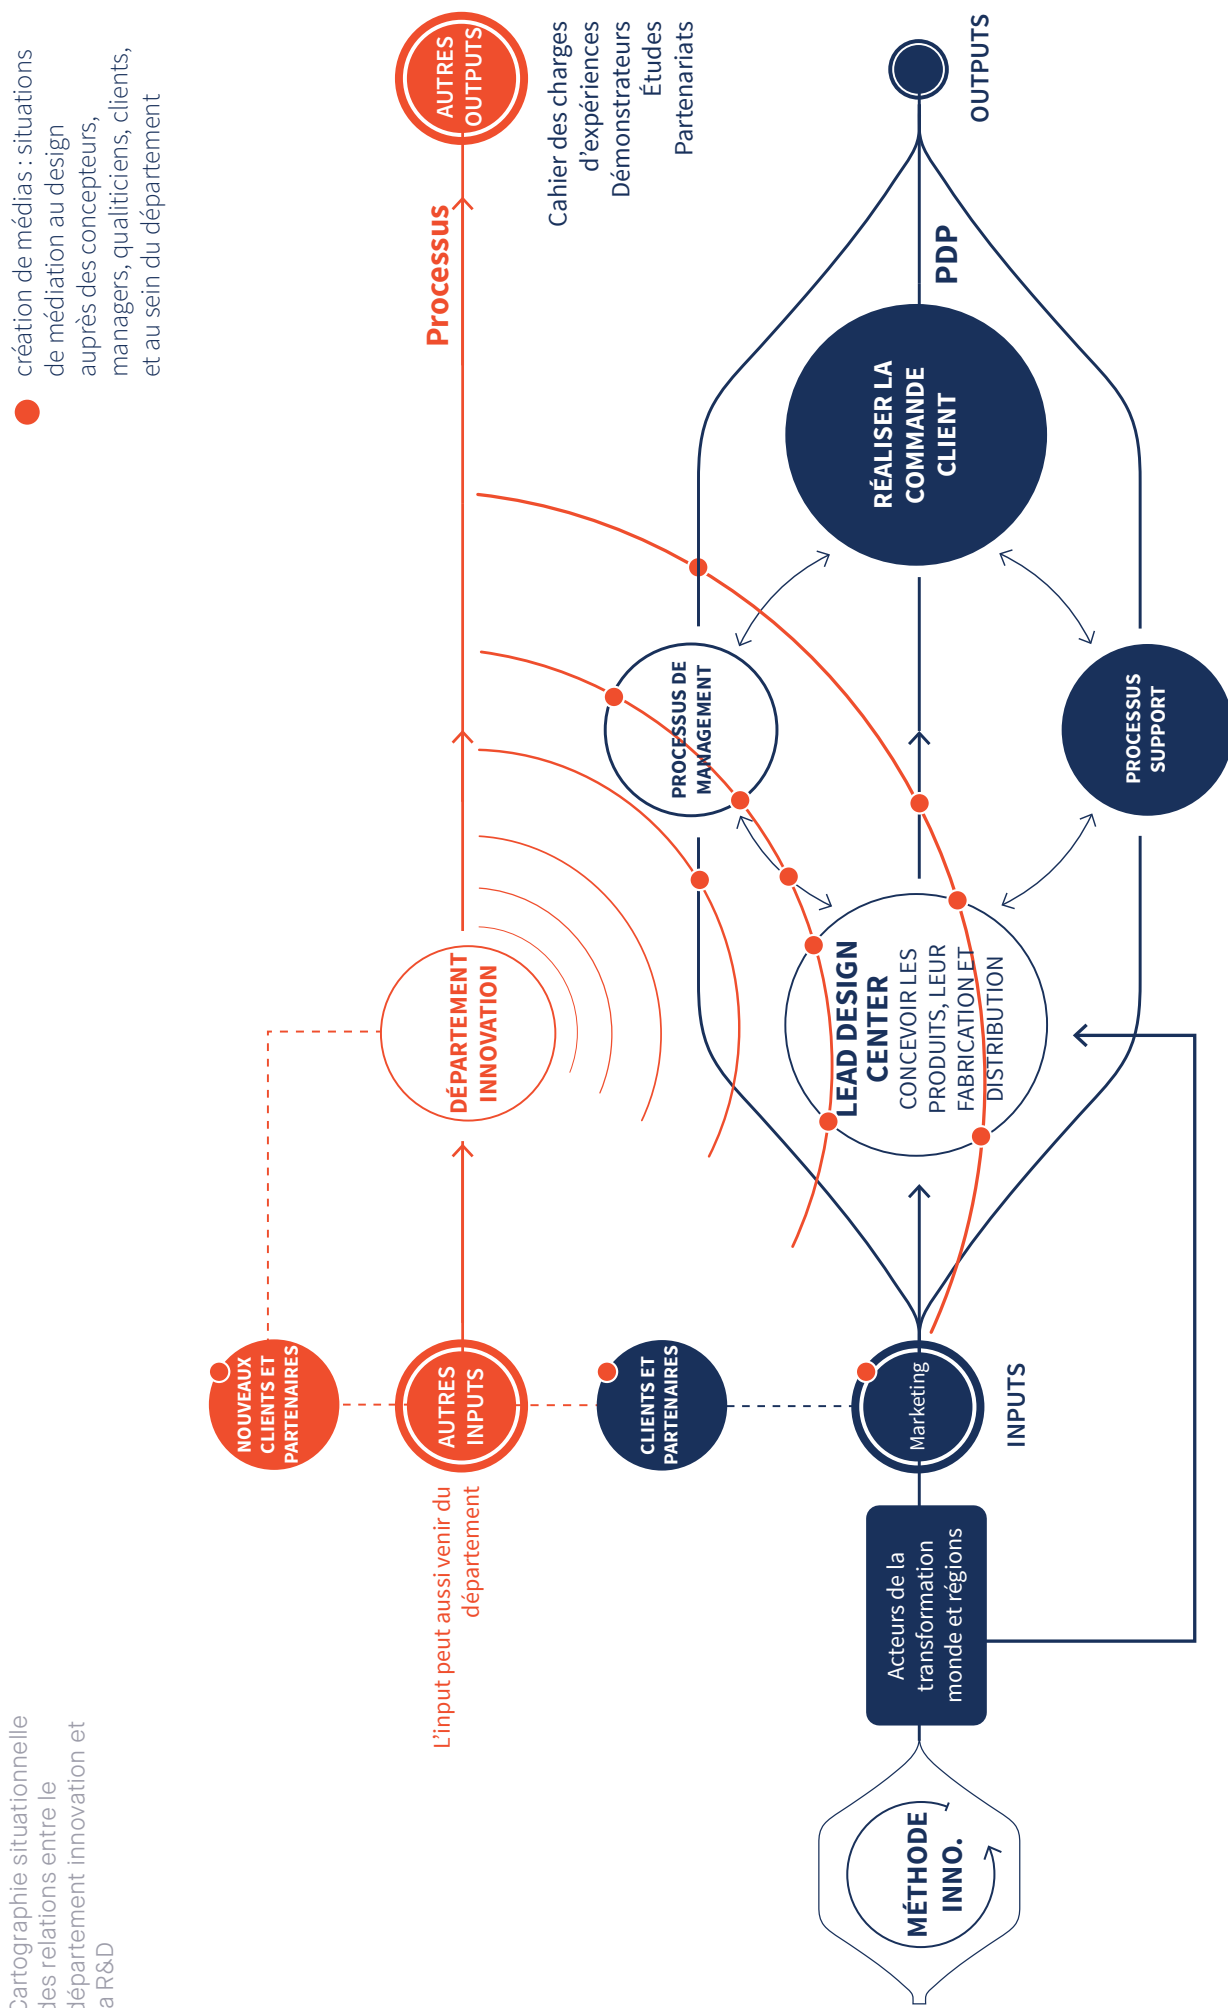 Cartographie situationnelle
des relations entre le
département innovation et
a R&D
création de médias : situations
de médiation au design
auprès des concepteurs,
managers, qualiticiens, clients,
et au sein du département
NOUVEAUX
CLIENTS ET
PARTENAIRES
L'input peut aussi venir du
département
AUTRES
INPUTS
DÉPARTEMENT
INNOVATION
Processus
AUTRES
OUTPUTS
Cahier des charges
d'expériences
Démonstrateurs
Études
Partenariats
CLIENTS ET
PARTENAIRES
PROCESSUS DE
MANAGEMENT
MÉTHODE
INNO.
Acteurs de la
transformation
monde et régions
Marketing
INPUTS
LEAD DESIGN
CENTER
CONCEVOIR LES
PRODUITS, LEUR
FABRICATION ET
DISTRIBUTION
RÉALISER LA
COMMANDE
CLIENT
PDP
OUTPUTS
PROCESSUS
SUPPORT